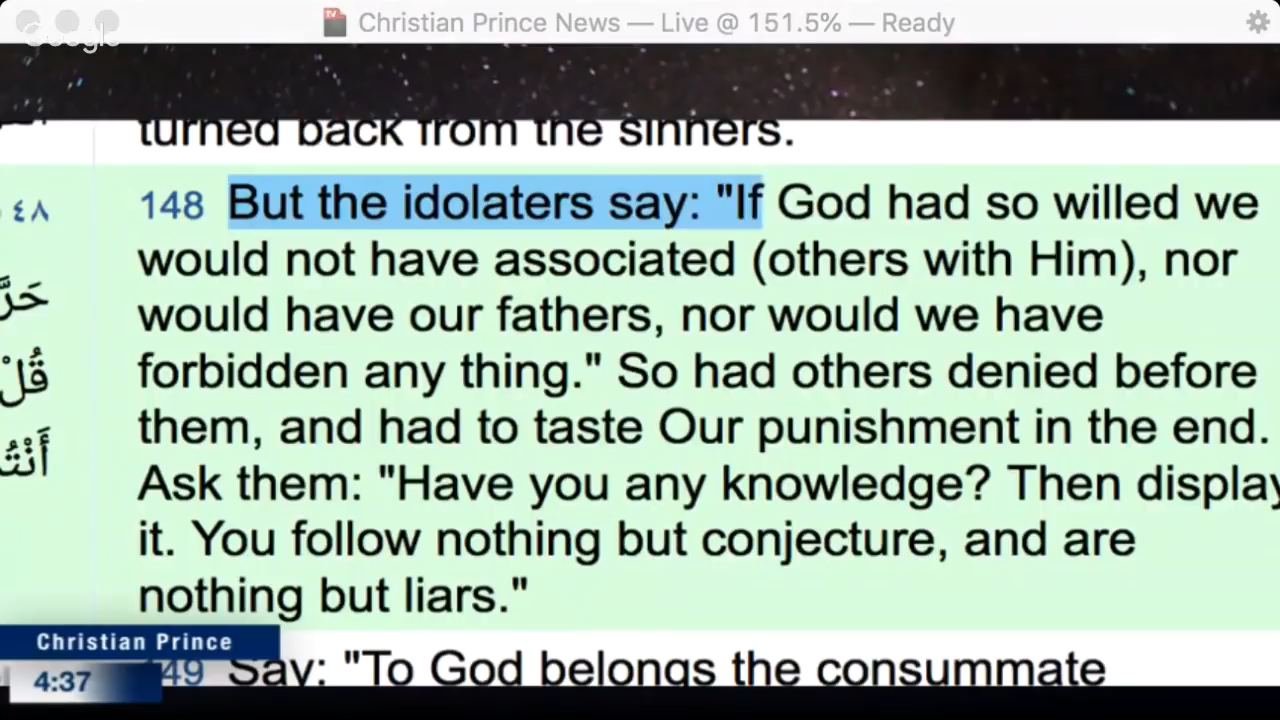 Christian Prince News — Live @ 151.5% — Ready
Google
turned back from the sinners.
148 But the idolaters say: "If God had so willed we
٤٨
would not have associated (others with Him), nor
حَرَّ
would have our fathers, nor would we have
forbidden any thing." So had others denied before
قُلْ
them, and had to taste Our punishment in the end.
أَنْتُ
Ask them: "Have you any knowledge? Then display
it. You follow nothing but conjecture, and are
nothing but liars."
Christian Prince
149 Say: "To God belongs the consummate
4:37